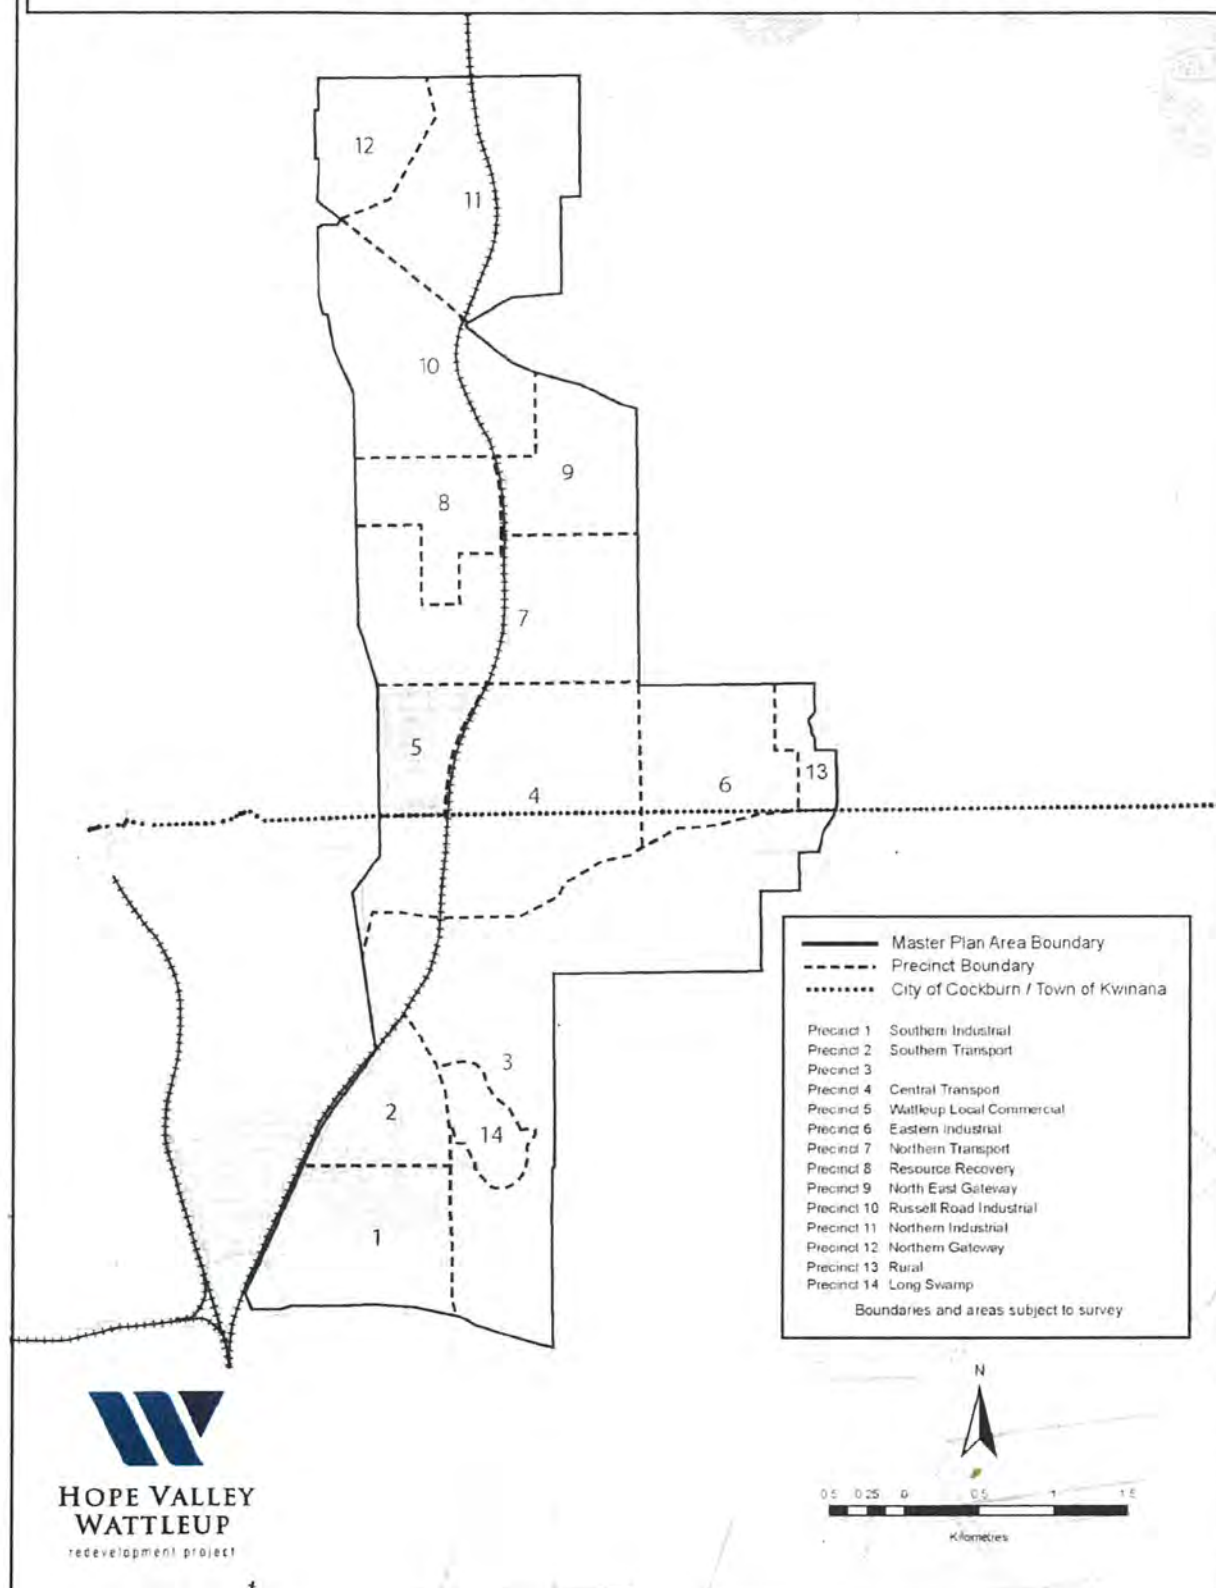 12
11
10
9
8
7
5
4
6
13
3
2
14
1
Master Plan Area Boundary
Precinct Boundary
City of Cockburn / Town of Kwinana
Precinct 1 Southern Industrial
Precinct 2 Southern Transport
Precinct 3
Precinct 4 Central Transport
Precinct 5 Wattleup Local Commercial
Precinct 6 Eastern Industrial
Precinct 7 Northern Transport
Precinct 8 Resource Recovery
Precinct 9 North East Gateway
Precinct 10 Russell Road Industrial
Precinct 11 Northern Industrial
Precinct 12 Northern Gateway
Precinct 13 Rural
Precinct 14 Long Swamp
Boundaries and areas subject to survey
N
0.5 0.25 0 0.5 1 1.5
Kilometres
HOPE VALLEY
WATTLEUP
redevelopment project